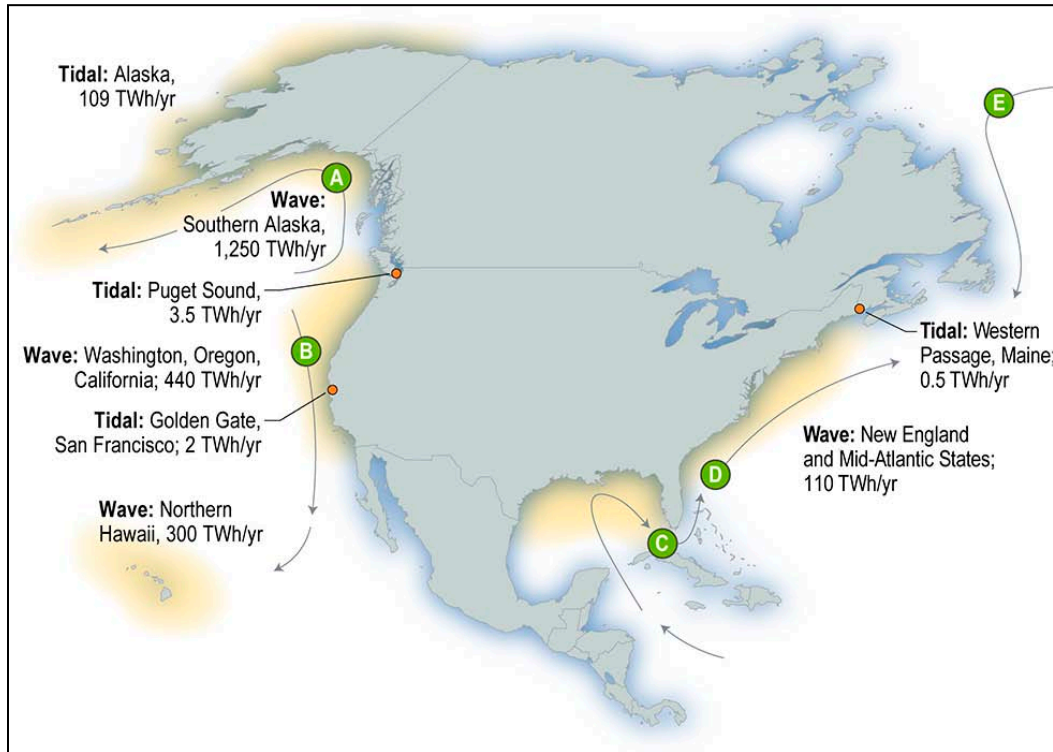 Tidal: Alaska,
109 TWh/yr
E
A
Wave:
Southern Alaska,
1,250 TWh/yr
Tidal: Puget Sound,
3.5 TWh/yr
B
Wave: Washington, Oregon,
California; 440 TWh/yr
Tidal: Golden Gate,
San Francisco; 2 TWh/yr
Tidal: Western
Passage, Maine;
0.5 TWh/yr
Wave: New England
and Mid-Atlantic States;
110 TWh/yr
D
Wave: Northern
Hawaii, 300 TWh/yr
C